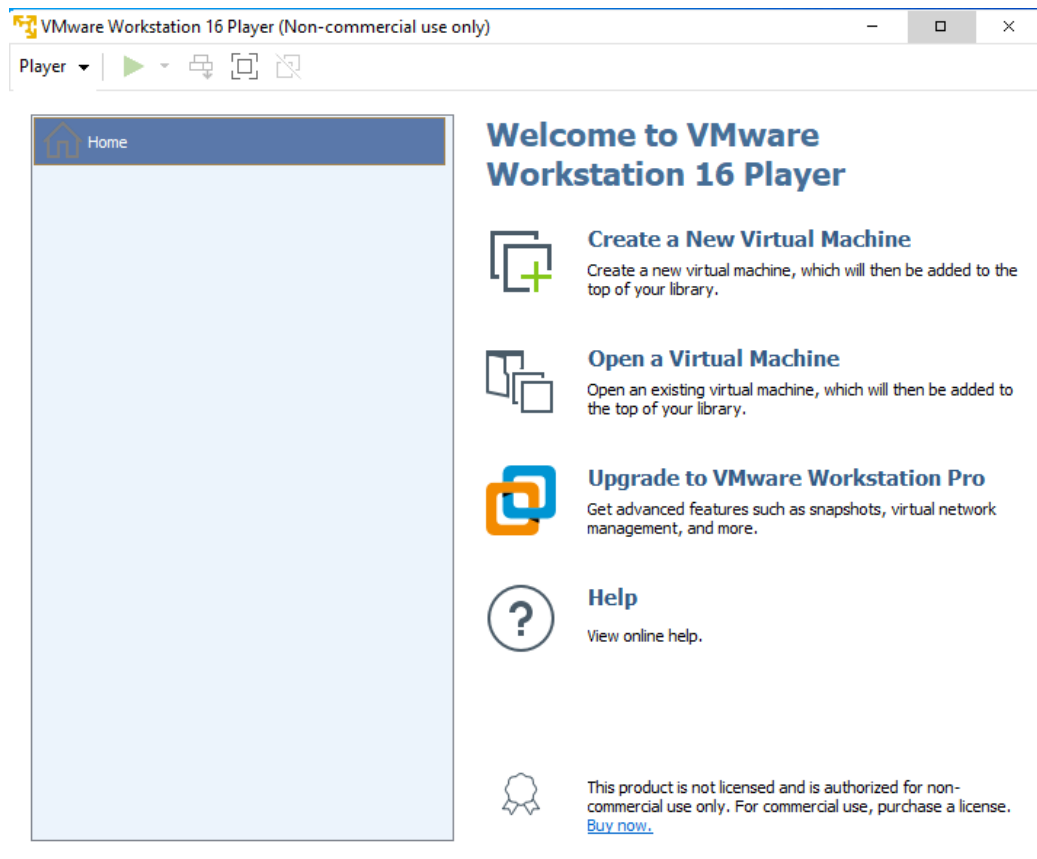 VMware Workstation 16 Player (Non-commercial use only)
Player
Home
Welcome to VMware
Workstation 16 Player
Create a New Virtual Machine
Create a new virtual machine, which will then be added to the
top of your library.
Open a Virtual Machine
Open an existing virtual machine, which will then be added to
the top of your library.
Upgrade to VMware Workstation Pro
Get advanced features such as snapshots, virtual network
management, and more.
Help
View online help.
This product is not licensed and is authorized for non-
commercial use only. For commercial use, purchase a license.
Buy now.